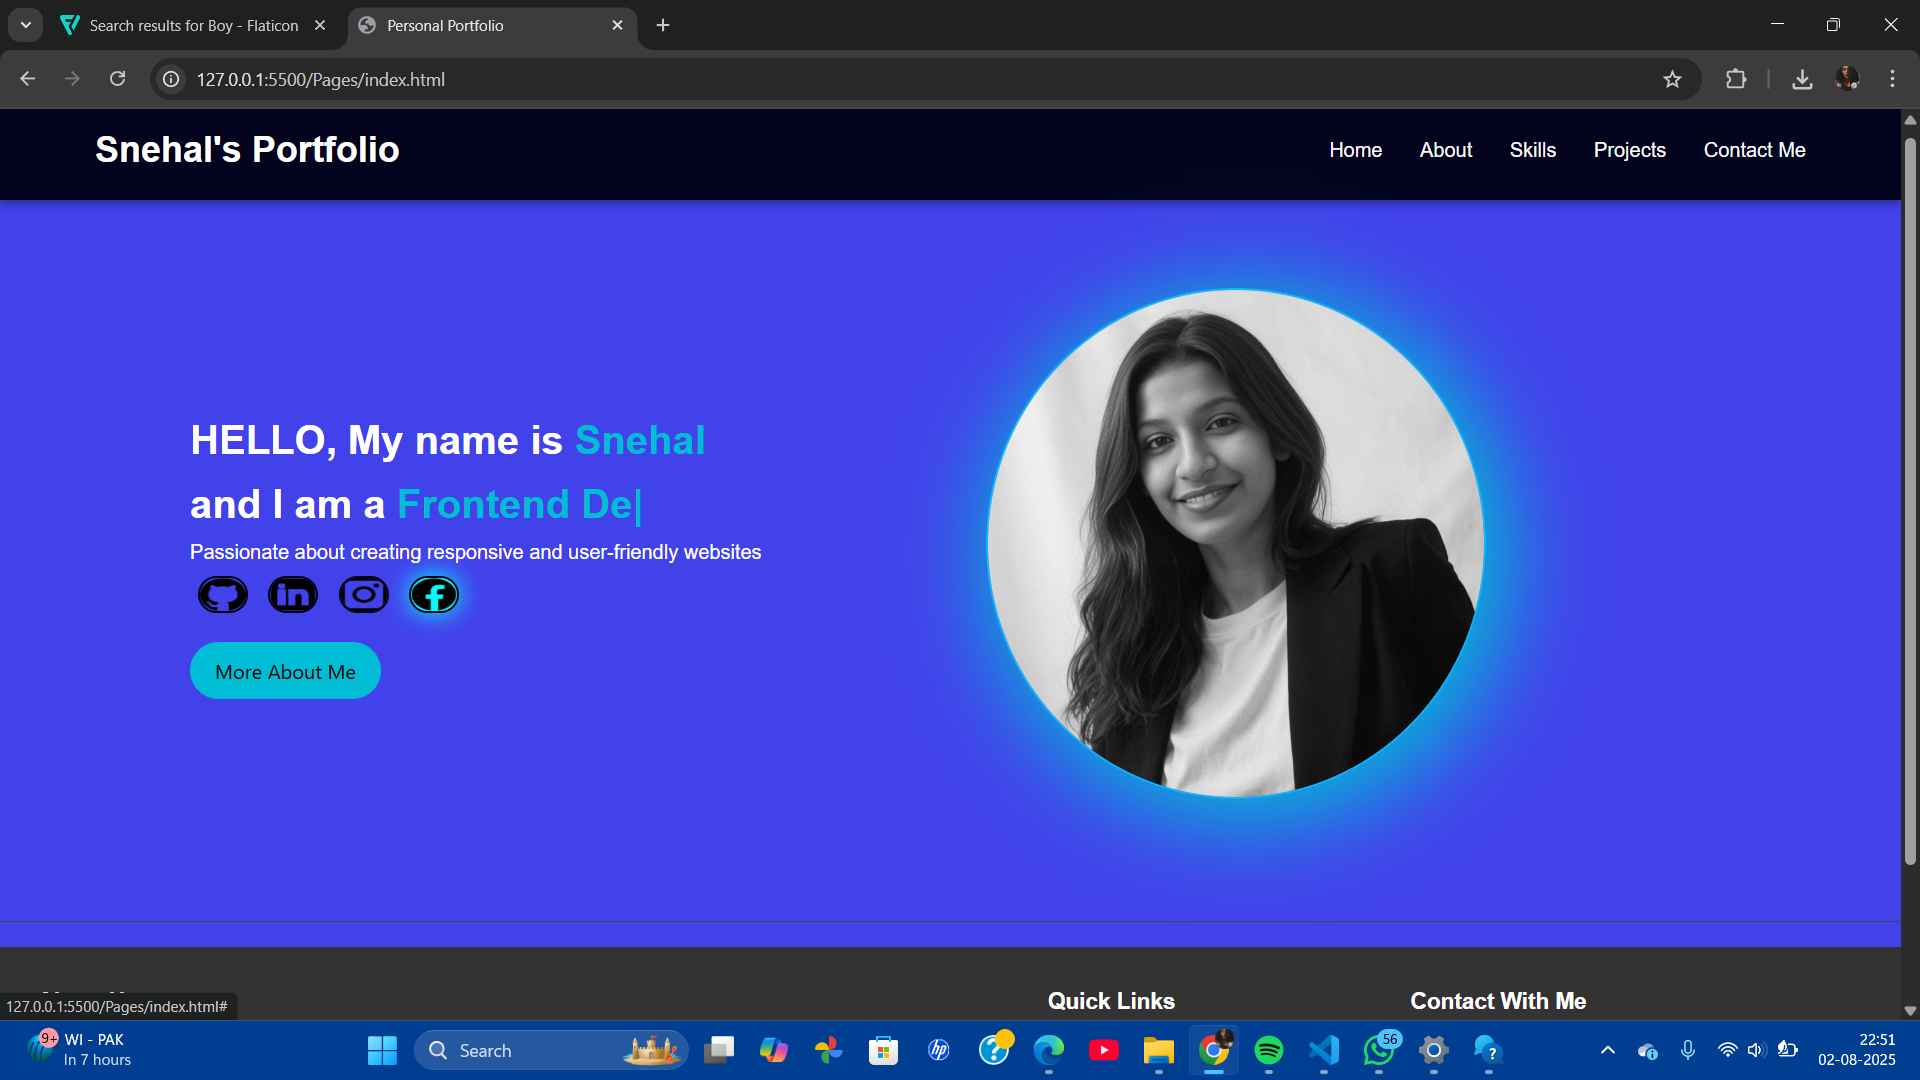 Search results for Boy - Flaticon
Personal Portfolio
127.0.0.1:5500/Pages/index.html
Snehal's Portfolio
Home About Skills Projects Contact Me
HELLO, My name is Snehal
and I am a Frontend De|
Passionate about creating responsive and user-friendly websites
in
f
More About Me
Quick Links
Contact With Me
127.0.0.1:5500/Pages/index.html#
9+
WI - PAK
In 7 hours
Search
hp
?
56
?
22:51
02-08-2025